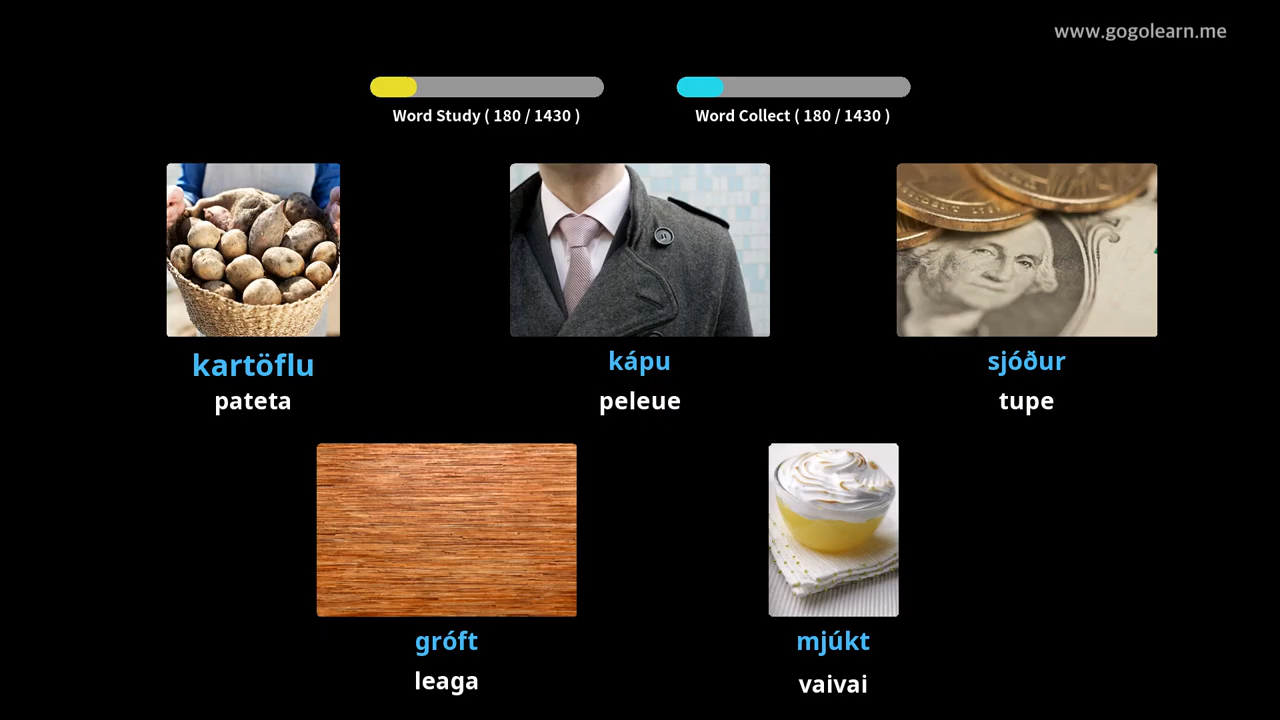 www.gogolearn.me
Word Study ( 180 / 1430 )
Word Collect ( 180 / 1430 )
kartöflu
pateta
kápu
peleue
sjóður
tupe
gróft
leaga
mjúkt
vaivai